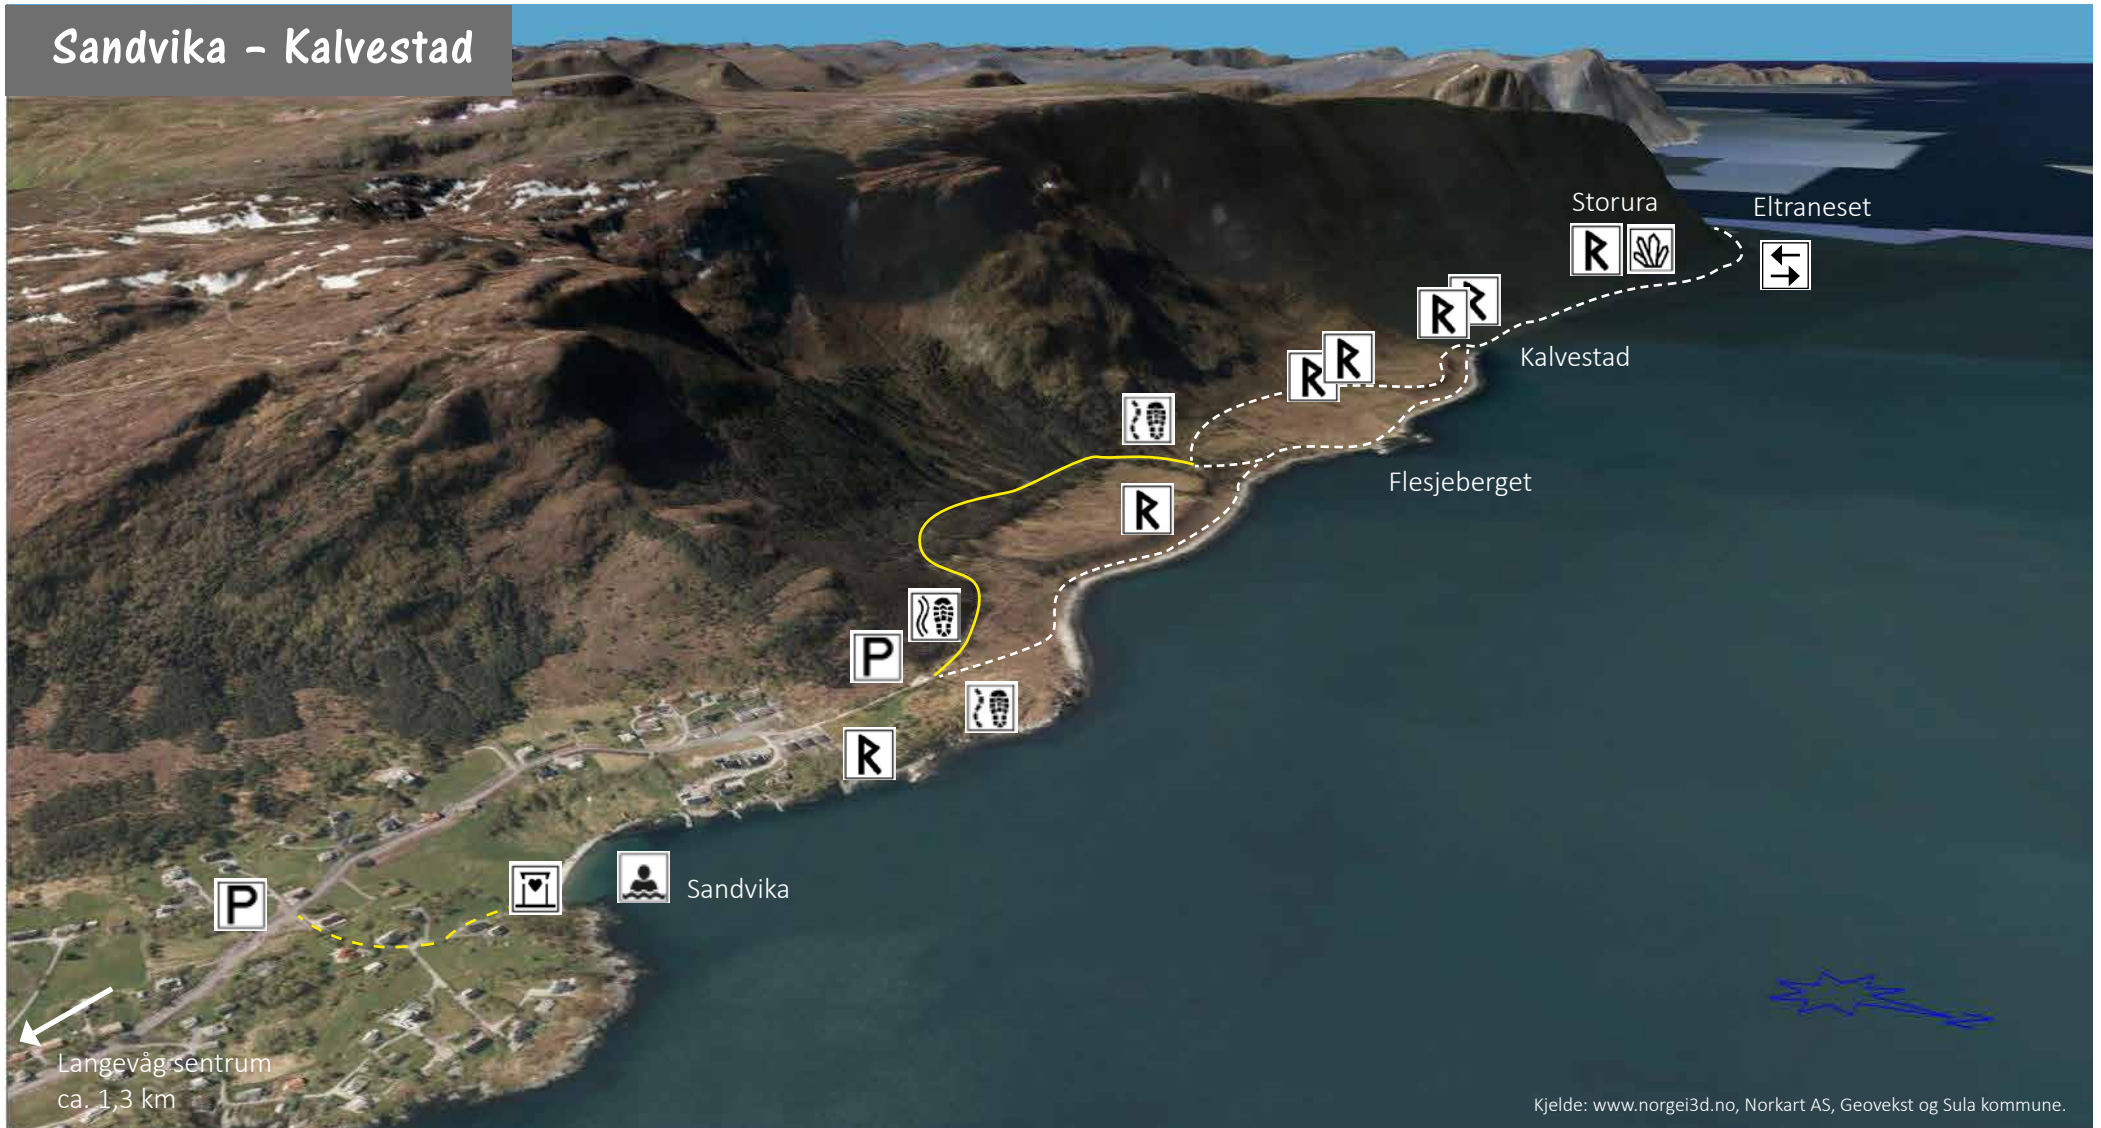 Sandvika - Kalvestad
Storura
Eltraneset
R
R
R
R
R
Kalvestad
Flesjeberget
R
P
R
Sandvika
P
Langevåg sentrum
ca. 1,3 km
Kjelde: www.norgei3d.no, Norkart AS, Geovekst og Sula kommune.